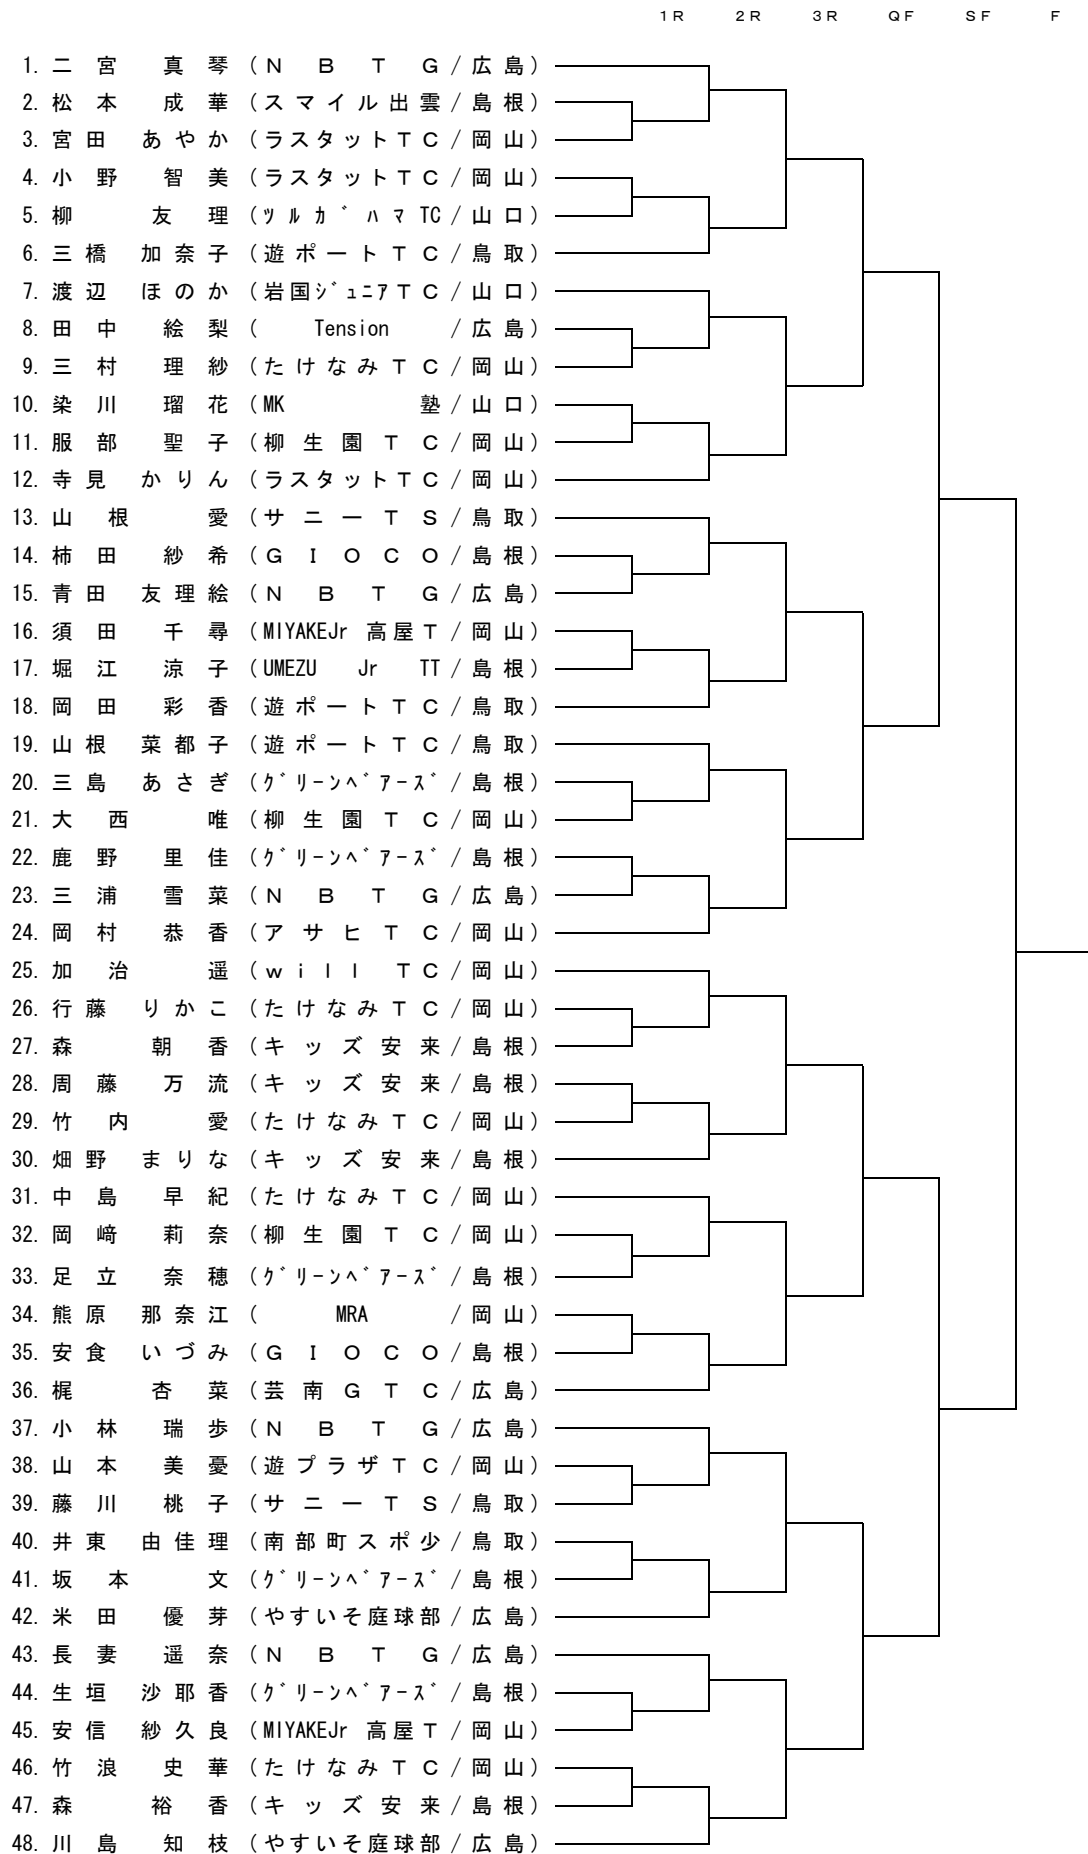 １Ｒ ２Ｒ ３Ｒ ＱＦ ＳＦ Ｆ
1. 二宮 真琴 (ＮＢＴＧ/広島)
2. 松本 成華 (スマイル出雲/島根)
3. 宮田 あやか (ラスタットＴＣ/岡山)
4. 小野 智美 (ラスタットＴＣ/岡山)
5. 柳 友理 (ﾂﾙｶﾞﾊﾏTC/山口)
6. 三橋 加奈子 (遊ポートＴＣ/鳥取)
7. 渡辺 ほのか (岩国ｼﾞｭﾆｱＴＣ/山口)
8. 田中 絵梨 (Tension/広島)
9. 三村 理紗 (たけなみＴＣ/岡山)
10. 染川 瑠花 (MK 塾/山口)
11. 服部 聖子 (柳生園ＴＣ/岡山)
12. 寺見 かりん (ラスタットＴＣ/岡山)
13. 山根 愛 (サニーＴＳ/鳥取)
14. 柿田 紗希 (ＧＩＯＣＯ/島根)
15. 青田 友理絵 (ＮＢＴＧ/広島)
16. 須田 千尋 (MIYAKEJr 高屋Ｔ/岡山)
17. 堀江 涼子 (UMEZU Jr TT/島根)
18. 岡田 彩香 (遊ポートＴＣ/鳥取)
19. 山根 菜都子 (遊ポートＴＣ/鳥取)
20. 三島 あさぎ (ｸﾞﾘｰﾝﾍﾞｱｰｽﾞ/島根)
21. 大西 唯 (柳生園ＴＣ/岡山)
22. 鹿野 里佳 (ｸﾞﾘｰﾝﾍﾞｱｰｽﾞ/島根)
23. 三浦 雪菜 (ＮＢＴＧ/広島)
24. 岡村 恭香 (アサヒＴＣ/岡山)
25. 加治 遥 (ｗｉｌｌ ＴＣ/岡山)
26. 行藤 りかこ (たけなみＴＣ/岡山)
27. 森 朝香 (キッズ安来/島根)
28. 周藤 万流 (キッズ安来/島根)
29. 竹内 愛 (たけなみＴＣ/岡山)
30. 畑野 まりな (キッズ安来/島根)
31. 中島 早紀 (たけなみＴＣ/岡山)
32. 岡﨑 莉奈 (柳生園ＴＣ/岡山)
33. 足立 奈穂 (ｸﾞﾘｰﾝﾍﾞｱｰｽﾞ/島根)
34. 熊原 那奈江 (MRA/岡山)
35. 安食 いづみ (ＧＩＯＣＯ/島根)
36. 梶 杏菜 (芸南ＧＴＣ/広島)
37. 小林 瑞歩 (ＮＢＴＧ/広島)
38. 山本 美憂 (遊プラザＴＣ/岡山)
39. 藤川 桃子 (サニーＴＳ/鳥取)
40. 井東 由佳理 (南部町スポ少/鳥取)
41. 坂本 文 (ｸﾞﾘｰﾝﾍﾞｱｰｽﾞ/島根)
42. 米田 優芽 (やすいそ庭球部/広島)
43. 長妻 遥奈 (ＮＢＴＧ/広島)
44. 生垣 沙耶香 (ｸﾞﾘｰﾝﾍﾞｱｰｽﾞ/島根)
45. 安信 紗久良 (MIYAKEJr 高屋Ｔ/岡山)
46. 竹浪 史華 (たけなみＴＣ/岡山)
47. 森 裕香 (キッズ安来/島根)
48. 川島 知枝 (やすいそ庭球部/広島)